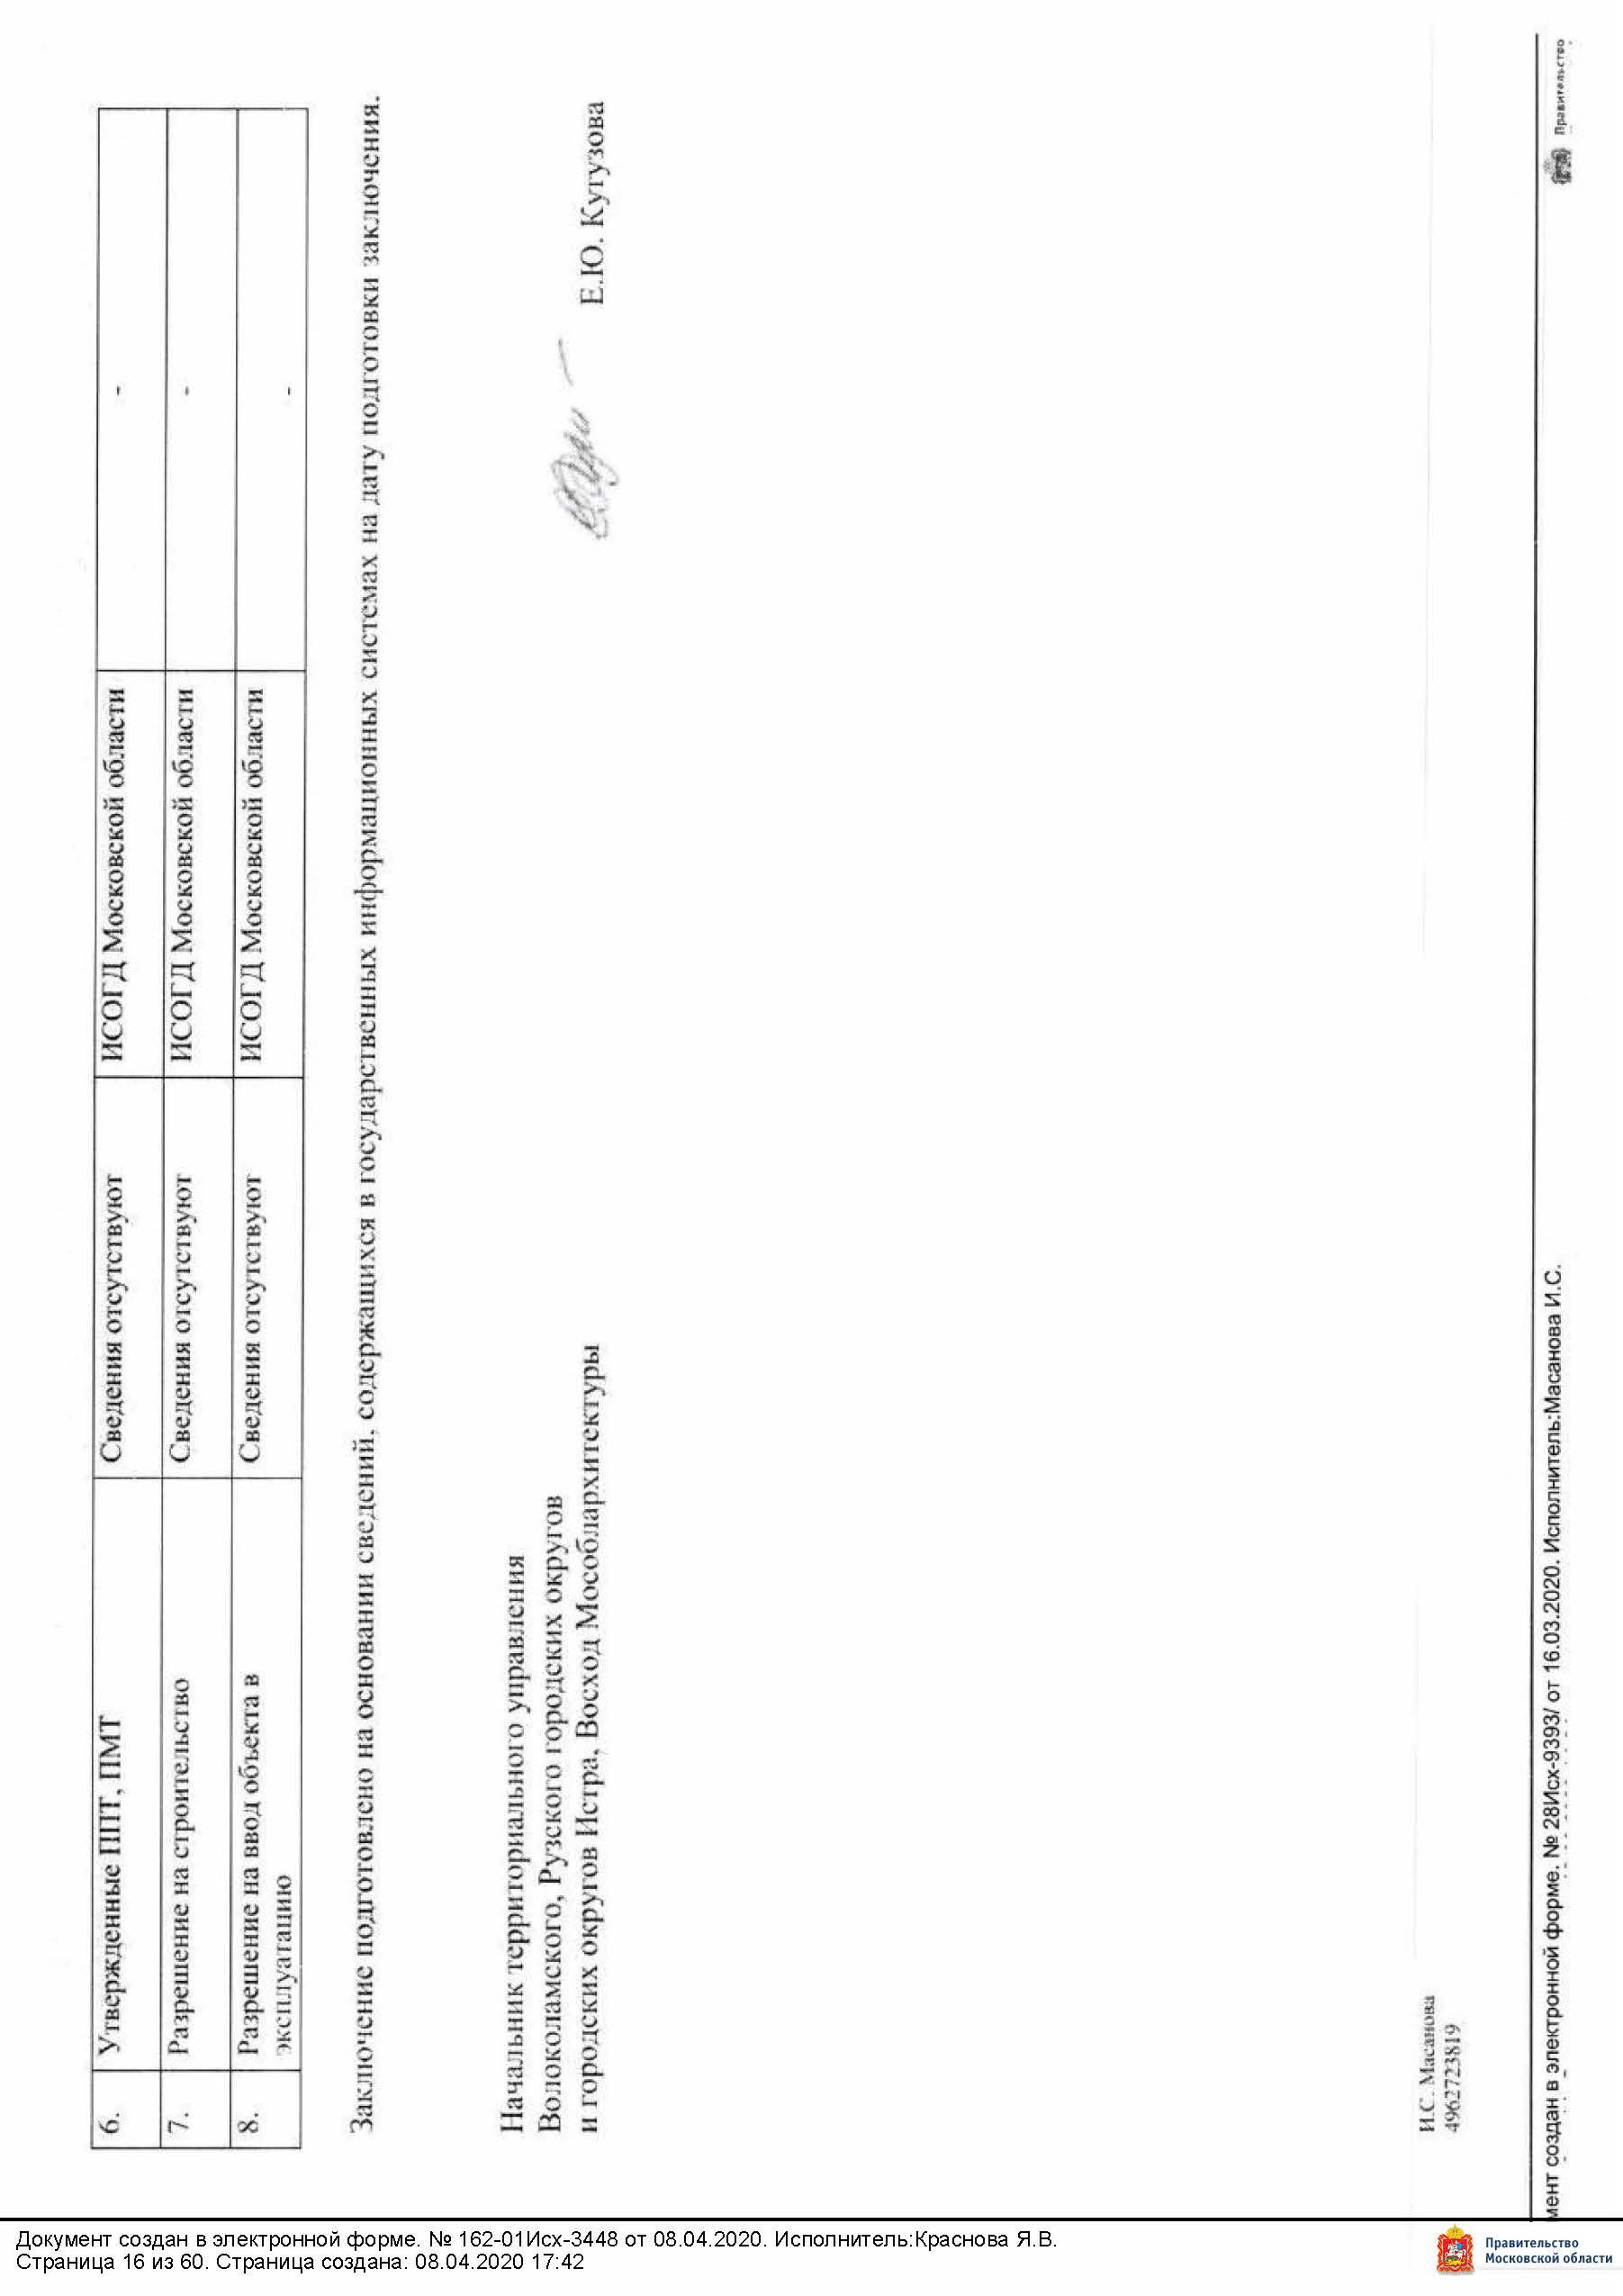 6. Утвержденные ППТ, ПМТ Сведения отсутствуют ИСОГД Московской области -
7. Разрешение на строительство Сведения отсутствуют ИСОГД Московской области -
8. Разрешение на ввод объекта в эксплуатацию Сведения отсутствуют ИСОГД Московской области -
Заключение подготовлено на основании сведений, содержащихся в государственных информационных системах на дату подготовки заключения.
Начальник территориального управления
Волоколамского, Рузского городских округов
и городских округов Истра, Восход Мособлархитектуры Е.Ю. Кутузова
И.С. Масанова
4962723819
мент создан в электронной форме. № 28Исх-9393/ от 16.03.2020. Исполнитель:Масанова И.С.
Правительство
Документ создан в электронной форме. № 162-01Исх-3448 от 08.04.2020. Исполнитель:Краснова Я.В.
Страница 16 из 60. Страница создана: 08.04.2020 17:42
Правительство
Московской области